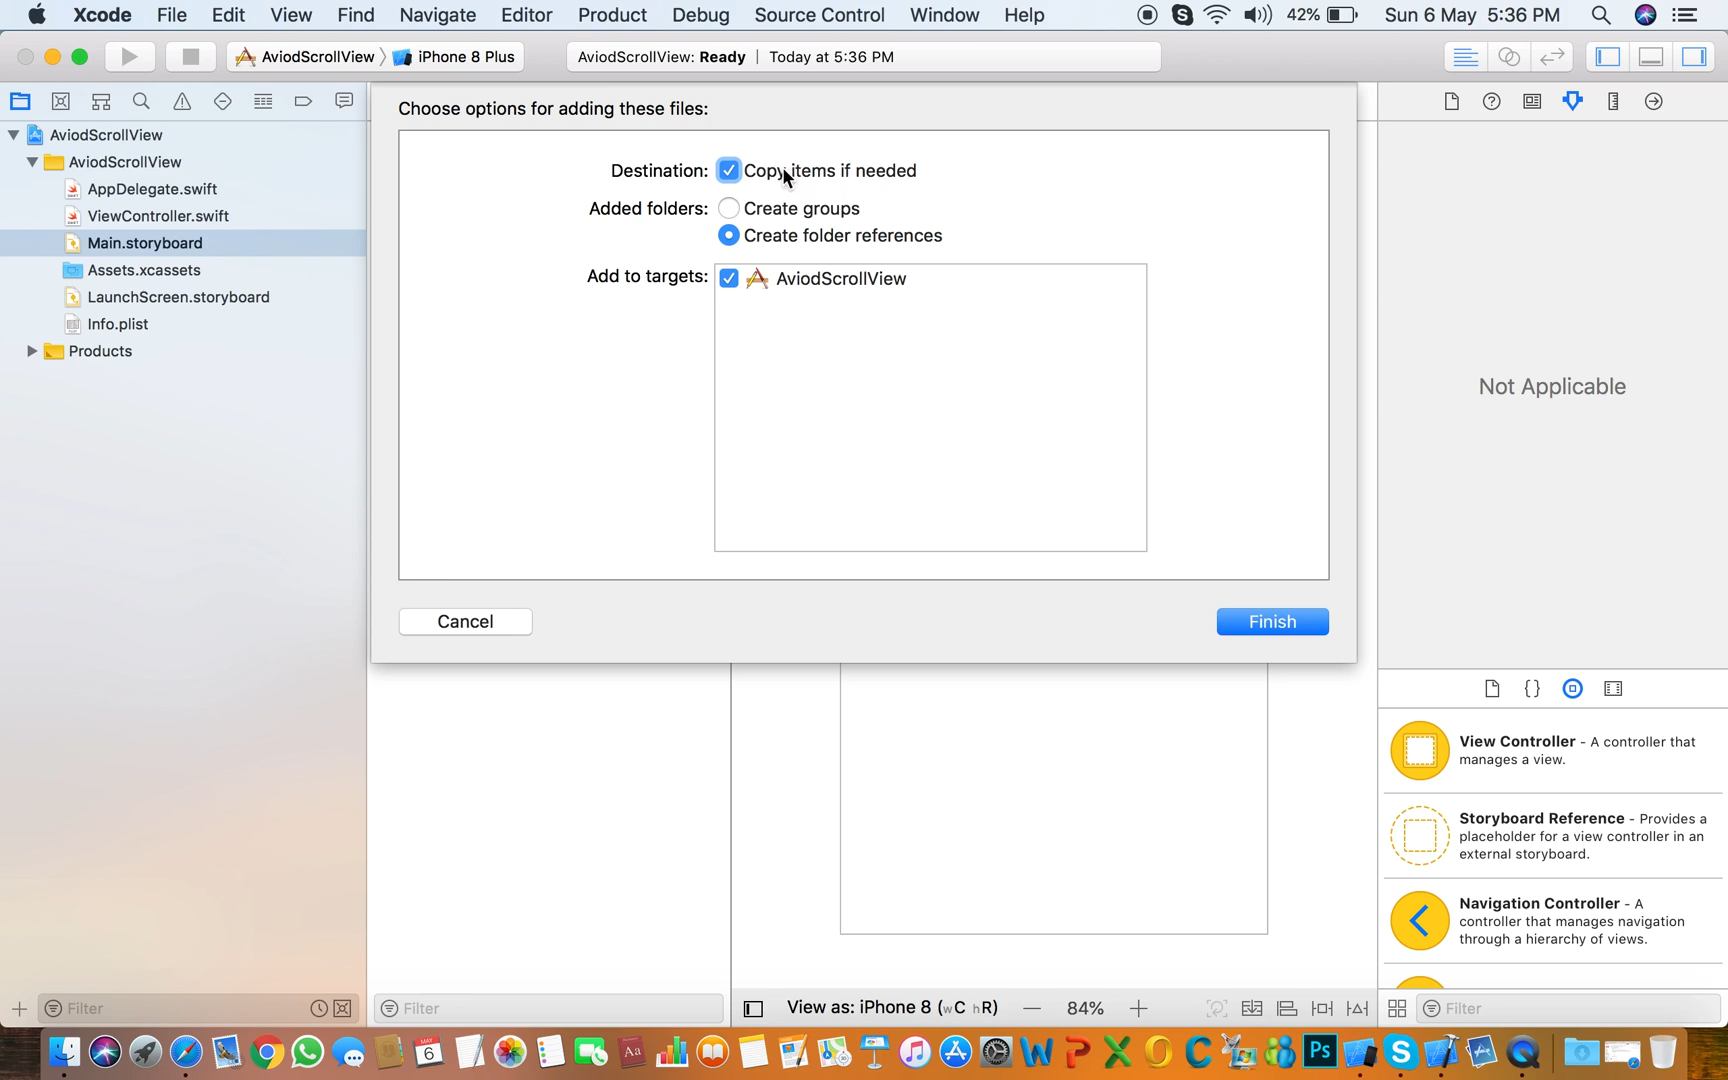 Xcode File Edit View Find Navigate Editor Product Debug Source Control Window Help 42% Sun 6 May 5:36 PM
AviodScrollView iPhone 8 Plus AviodScrollView: Ready | Today at 5:36 PM
Choose options for adding these files:
AviodScrollView
AviodScrollView
AppDelegate.swift
ViewController.swift
Main.storyboard
Assets.xcassets
LaunchScreen.storyboard
Info.plist
Products
Destination: Copy items if needed
Added folders: Create groups
Create folder references
Add to targets: AviodScrollView
Cancel Finish
Not Applicable
View Controller - A controller that
manages a view.
Storyboard Reference - Provides a
placeholder for a view controller in an
external storyboard.
Navigation Controller - A
controller that manages navigation
through a hierarchy of views.
Filter Filter View as: iPhone 8 (wC hR) 84% Filter
MAY
6
Aa
Ps